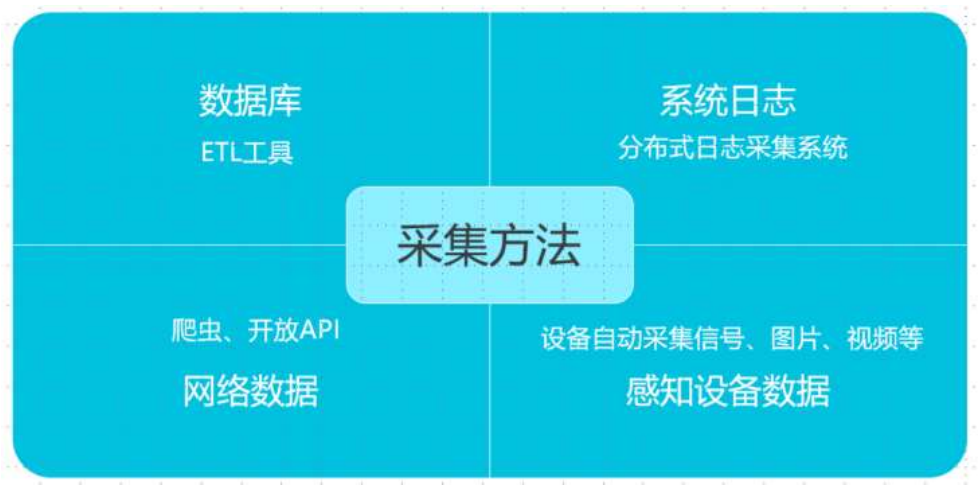 数据库
ETL工具
系统日志
分布式日志采集系统
采集方法
爬虫、开放API
网络数据
设备自动采集信号、图片、视频等
感知设备数据